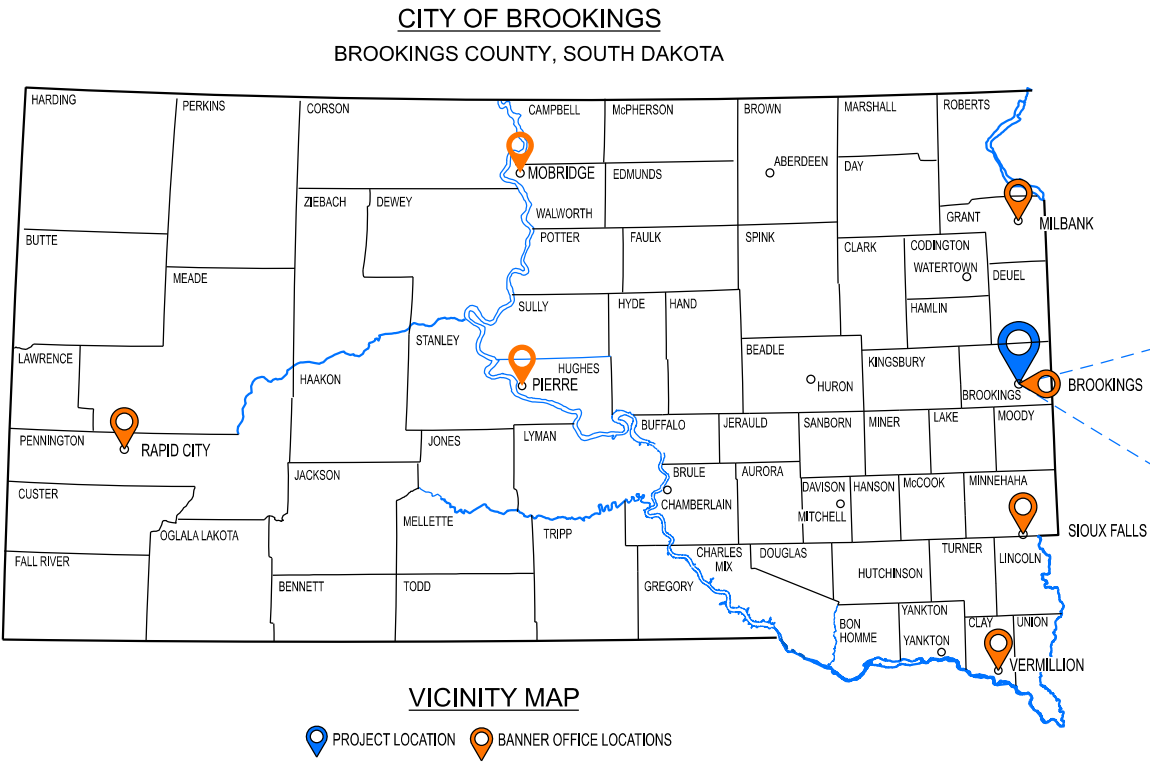 CITY OF BROOKINGS
BROOKINGS COUNTY, SOUTH DAKOTA
HARDING
PERKINS
CORSON
CAMPBELL
McPHERSON
BROWN
MARSHALL
ROBERTS
MOBRIDGE
EDMUNDS
ABERDEEN
DAY
ZIEBACH
DEWEY
WALWORTH
GRANT
MILBANK
BUTTE
POTTER
FAULK
SPINK
CLARK
CODINGTON
WATERTOWN
DEUEL
MEADE
SULLY
HYDE
HAND
HAMLIN
STANLEY
BEADLE
LAWRENCE
HAAKON
HUGHES
PIERRE
HURON
KINGSBURY
BROOKINGS
BROOKINGS
PENNINGTON
RAPID CITY
JONES
LYMAN
BUFFALO
JERAULD
SANBORN
MINER
LAKE
MOODY
JACKSON
BRULE
AURORA
CUSTER
CHAMBERLAIN
DAVISON
HANSON
McCOOK
MINNEHAHA
MITCHELL
OGLALA LAKOTA
MELLETTE
TRIPP
SIOUX FALLS
FALL RIVER
CHARLES
MIX
DOUGLAS
TURNER
LINCOLN
BENNETT
TODD
GREGORY
HUTCHINSON
BON
HOMME
YANKTON
YANKTON
CLAY
UNION
VERMILLION
VICINITY MAP
PROJECT LOCATION
BANNER OFFICE LOCATIONS